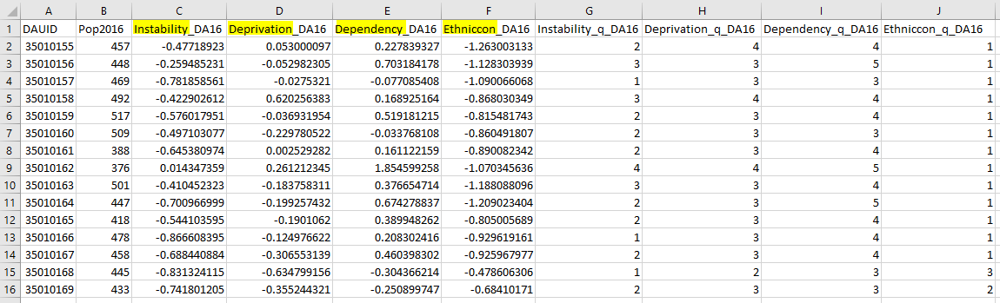 A B C D E F G H I J
1 DAUID Pop2016 Instability_DA16 Deprivation_DA16 Dependency_DA16 Ethniccon_DA16 Instability_q_DA16 Deprivation_q_DA16 Dependency_q_DA16 Ethniccon_q_DA16
2 35010155 457 -0.47718923 0.053000097 0.227839327 -1.263003133 2 4 4 1
3 35010156 448 -0.259485231 -0.052982305 0.703184178 -1.128303939 3 3 5 1
4 35010157 469 -0.781858561 -0.0275321 -0.077085408 -1.090066068 1 3 3 1
5 35010158 492 -0.422902612 0.620256383 0.168925164 -0.868030349 3 4 4 1
6 35010159 517 -0.576017951 -0.036931954 0.519181215 -0.815481743 2 3 4 1
7 35010160 509 -0.497103077 -0.229780522 -0.033768108 -0.860491807 2 3 3 1
8 35010161 388 -0.645380974 0.002529282 0.161122159 -0.890082342 2 3 4 1
9 35010162 376 0.014347359 0.261212345 1.854599258 -1.070345636 4 4 5 1
10 35010163 501 -0.410452323 -0.183758311 0.376654714 -1.188088096 3 3 4 1
11 35010164 447 -0.700966999 -0.199257432 0.674278837 -1.209023404 2 3 5 1
12 35010165 418 -0.544103595 -0.1901062 0.389948262 -0.805005689 2 3 4 1
13 35010166 478 -0.866608395 -0.124976622 0.208302416 -0.929619161 1 3 4 1
14 35010167 458 -0.688440884 -0.306553139 0.460398302 -0.925967977 2 3 4 1
15 35010168 445 -0.831324115 -0.634799156 -0.304366214 -0.478606306 1 2 3 3
16 35010169 433 -0.741801205 -0.355244321 -0.250899747 -0.68410171 2 3 3 2